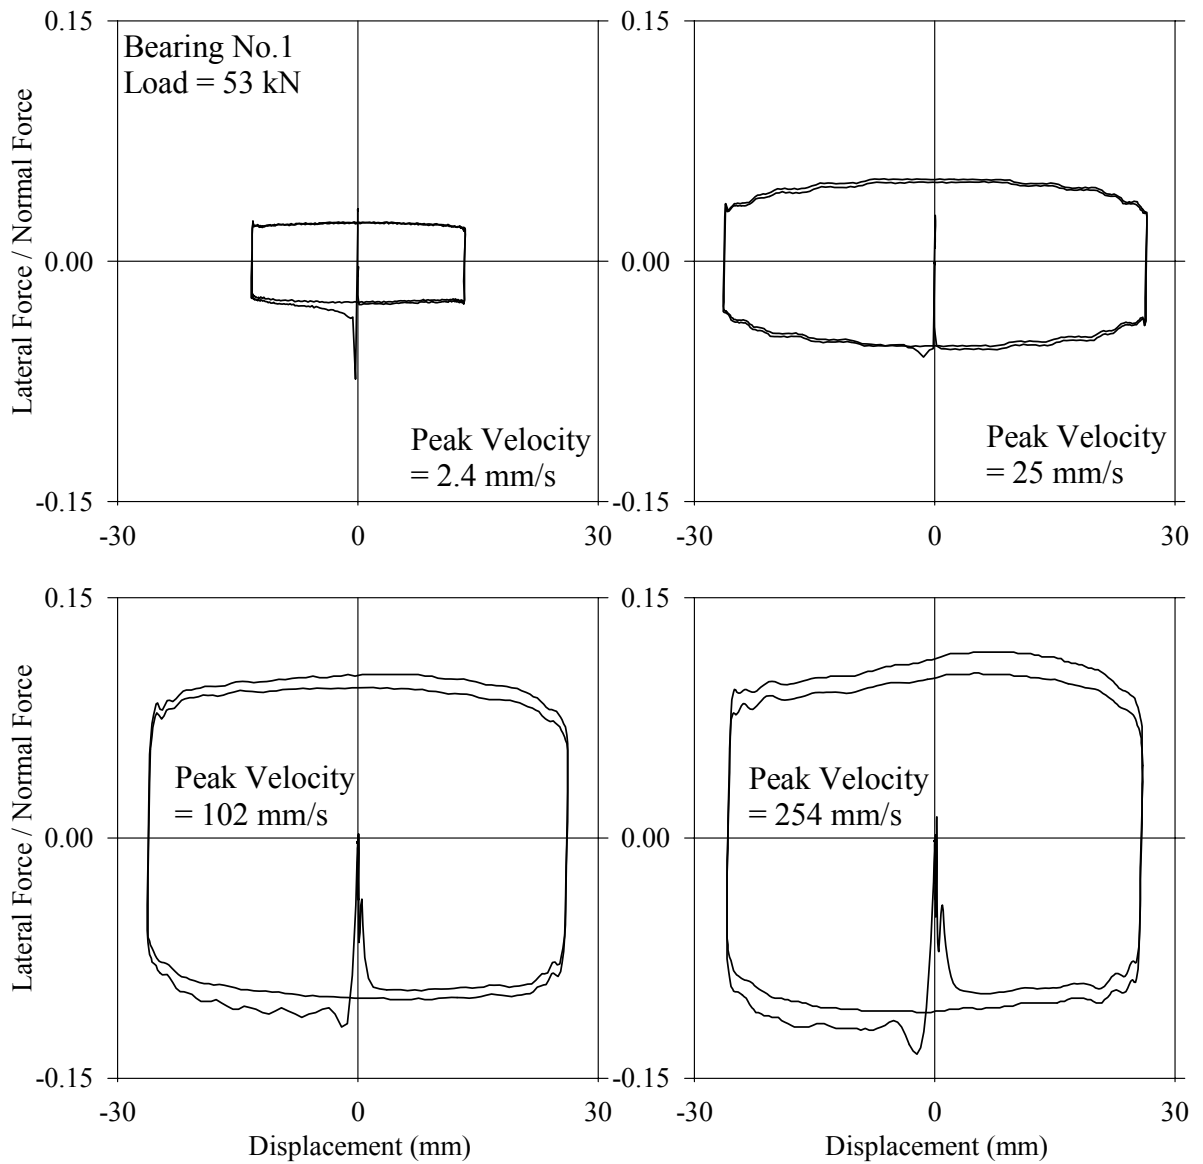 0.15
Bearing No.1
Load = 53 kN
0.00
Peak Velocity
= 2.4 mm/s
-0.15
-30 0 30
Lateral Force / Normal Force
0.15
0.00
Peak Velocity
= 25 mm/s
-0.15
-30 0 30
0.15
Peak Velocity
= 102 mm/s
0.00
-0.15
-30 0 30
Lateral Force / Normal Force
Displacement (mm)
0.15
Peak Velocity
= 254 mm/s
0.00
-0.15
-30 0 30
Displacement (mm)